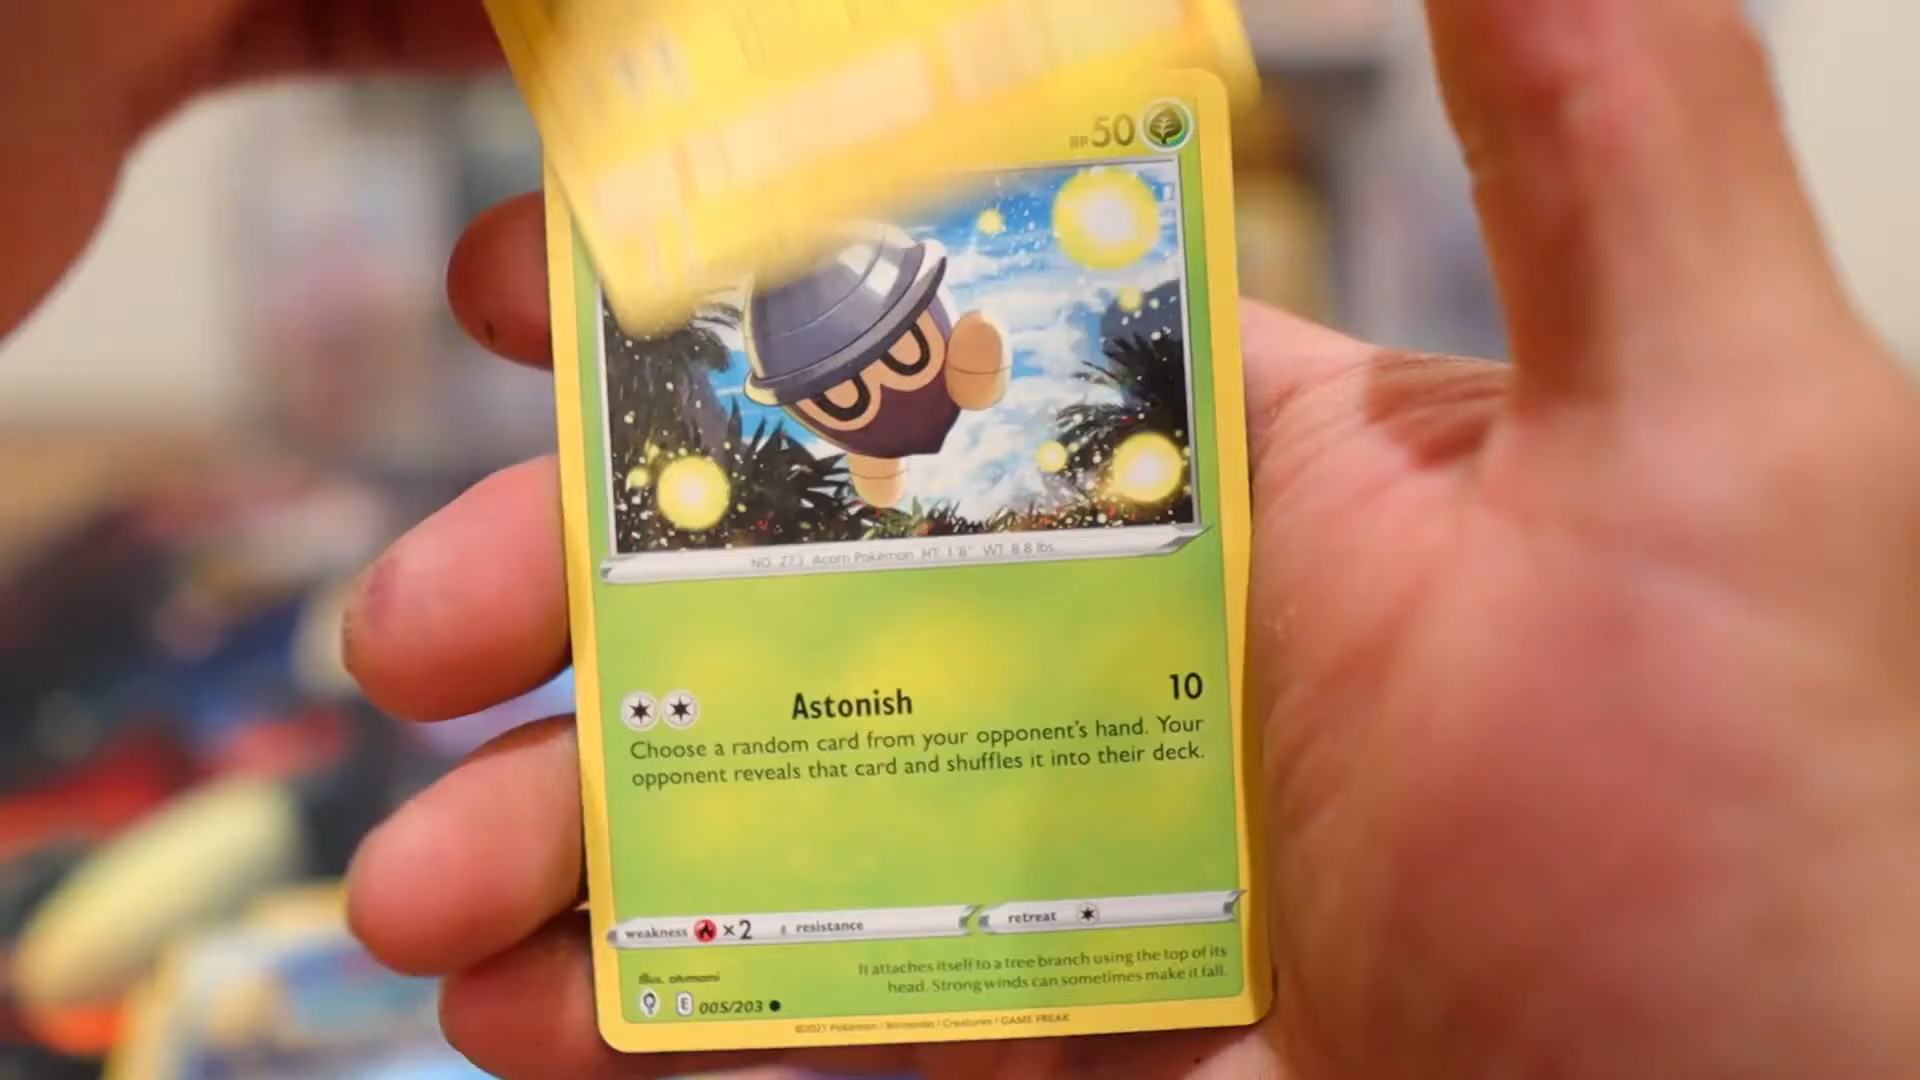 HP 50
NO. 273 Acorn Pokémon HT 1'8" WT 8.8 lbs
Astonish 10
Choose a random card from your opponent's hand. Your
opponent reveals that card and shuffles it into their deck.
weakness ×2 resistance retreat
It attaches itself to a tree branch using the top of its
head. Strong winds can sometimes make it fall.
Illus. ohmomi
E 005/203
©2021 Pokémon / Nintendo / Creatures / GAME FREAK